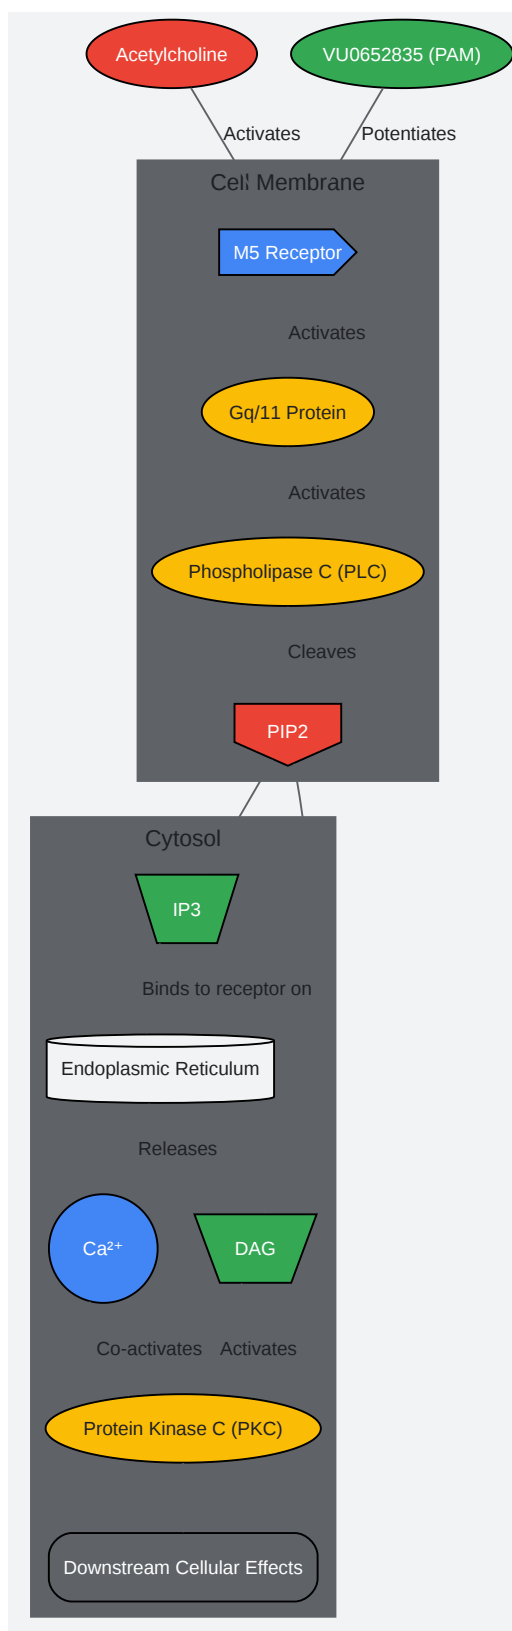 Acetylcholine
VU0652835 (PAM)
Activates
Potentiates
Cell Membrane
M5 Receptor
Activates
Gq/11 Protein
Activates
Phospholipase C (PLC)
Cleaves
PIP2
Cytosol
IP3
Binds to receptor on
Endoplasmic Reticulum
Releases
Ca²⁺
DAG
Co-activates
Activates
Protein Kinase C (PKC)
Downstream Cellular Effects